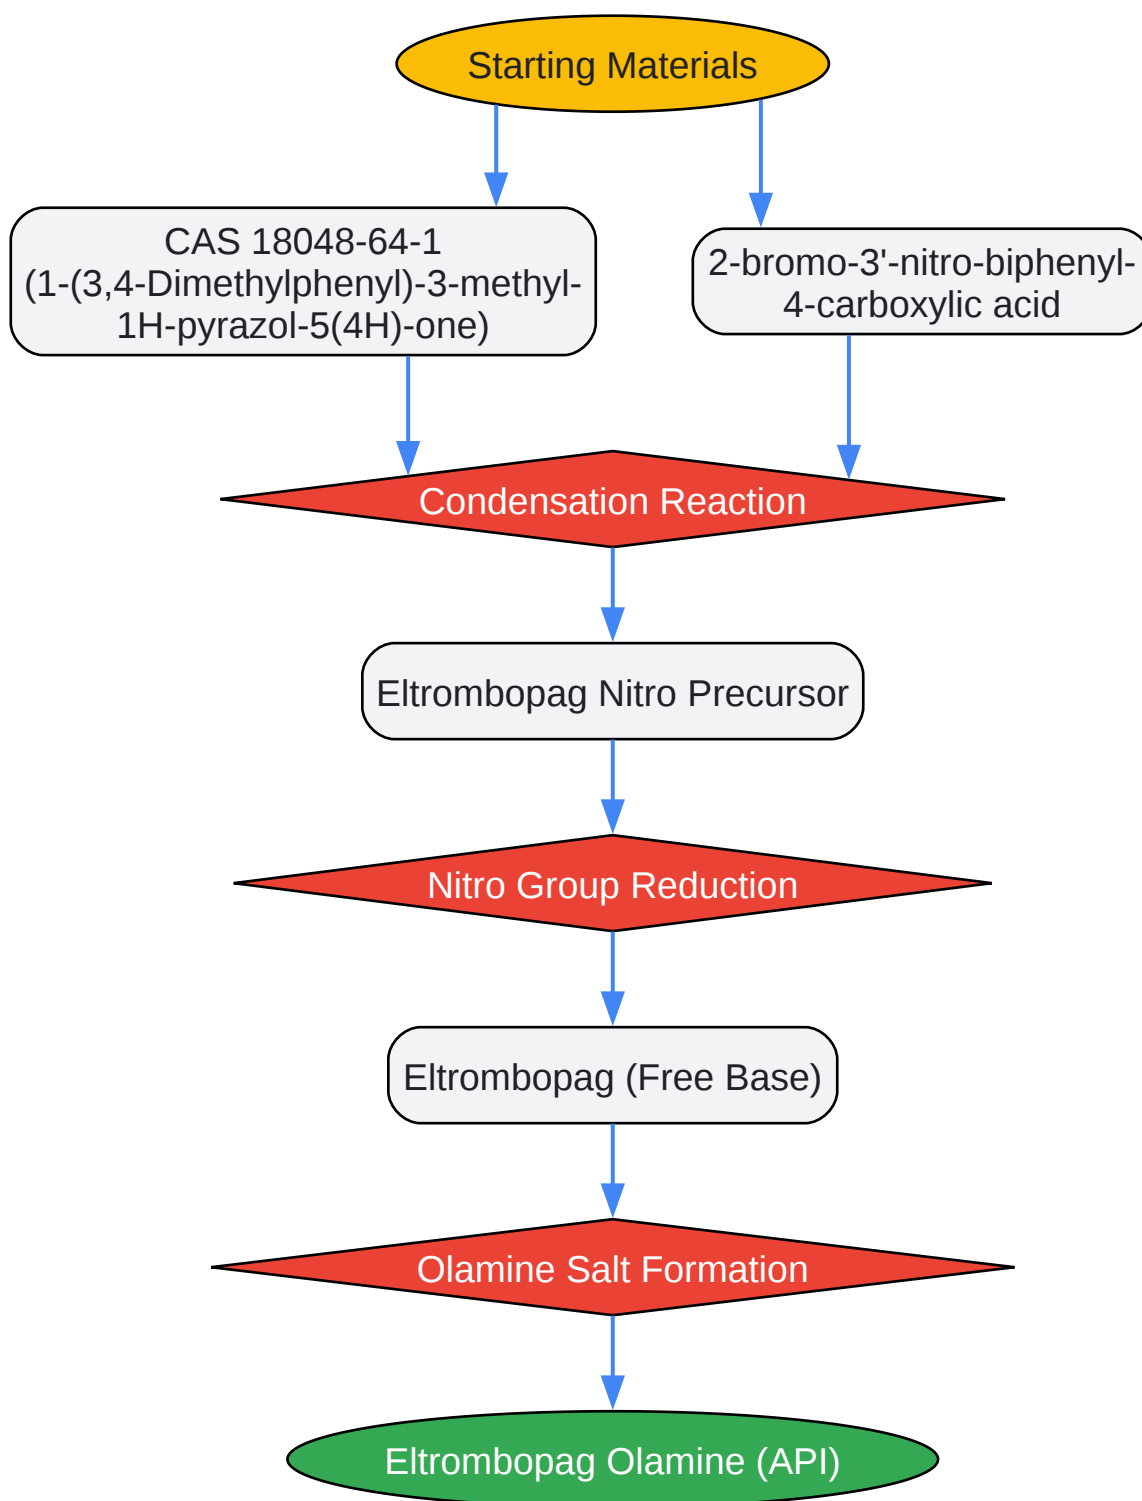 Starting Materials
CAS 18048-64-1
(1-(3,4-Dimethylphenyl)-3-methyl-
1H-pyrazol-5(4H)-one)
2-bromo-3'-nitro-biphenyl-
4-carboxylic acid
Condensation Reaction
Eltrombopag Nitro Precursor
Nitro Group Reduction
Eltrombopag (Free Base)
Olamine Salt Formation
Eltrombopag Olamine (API)